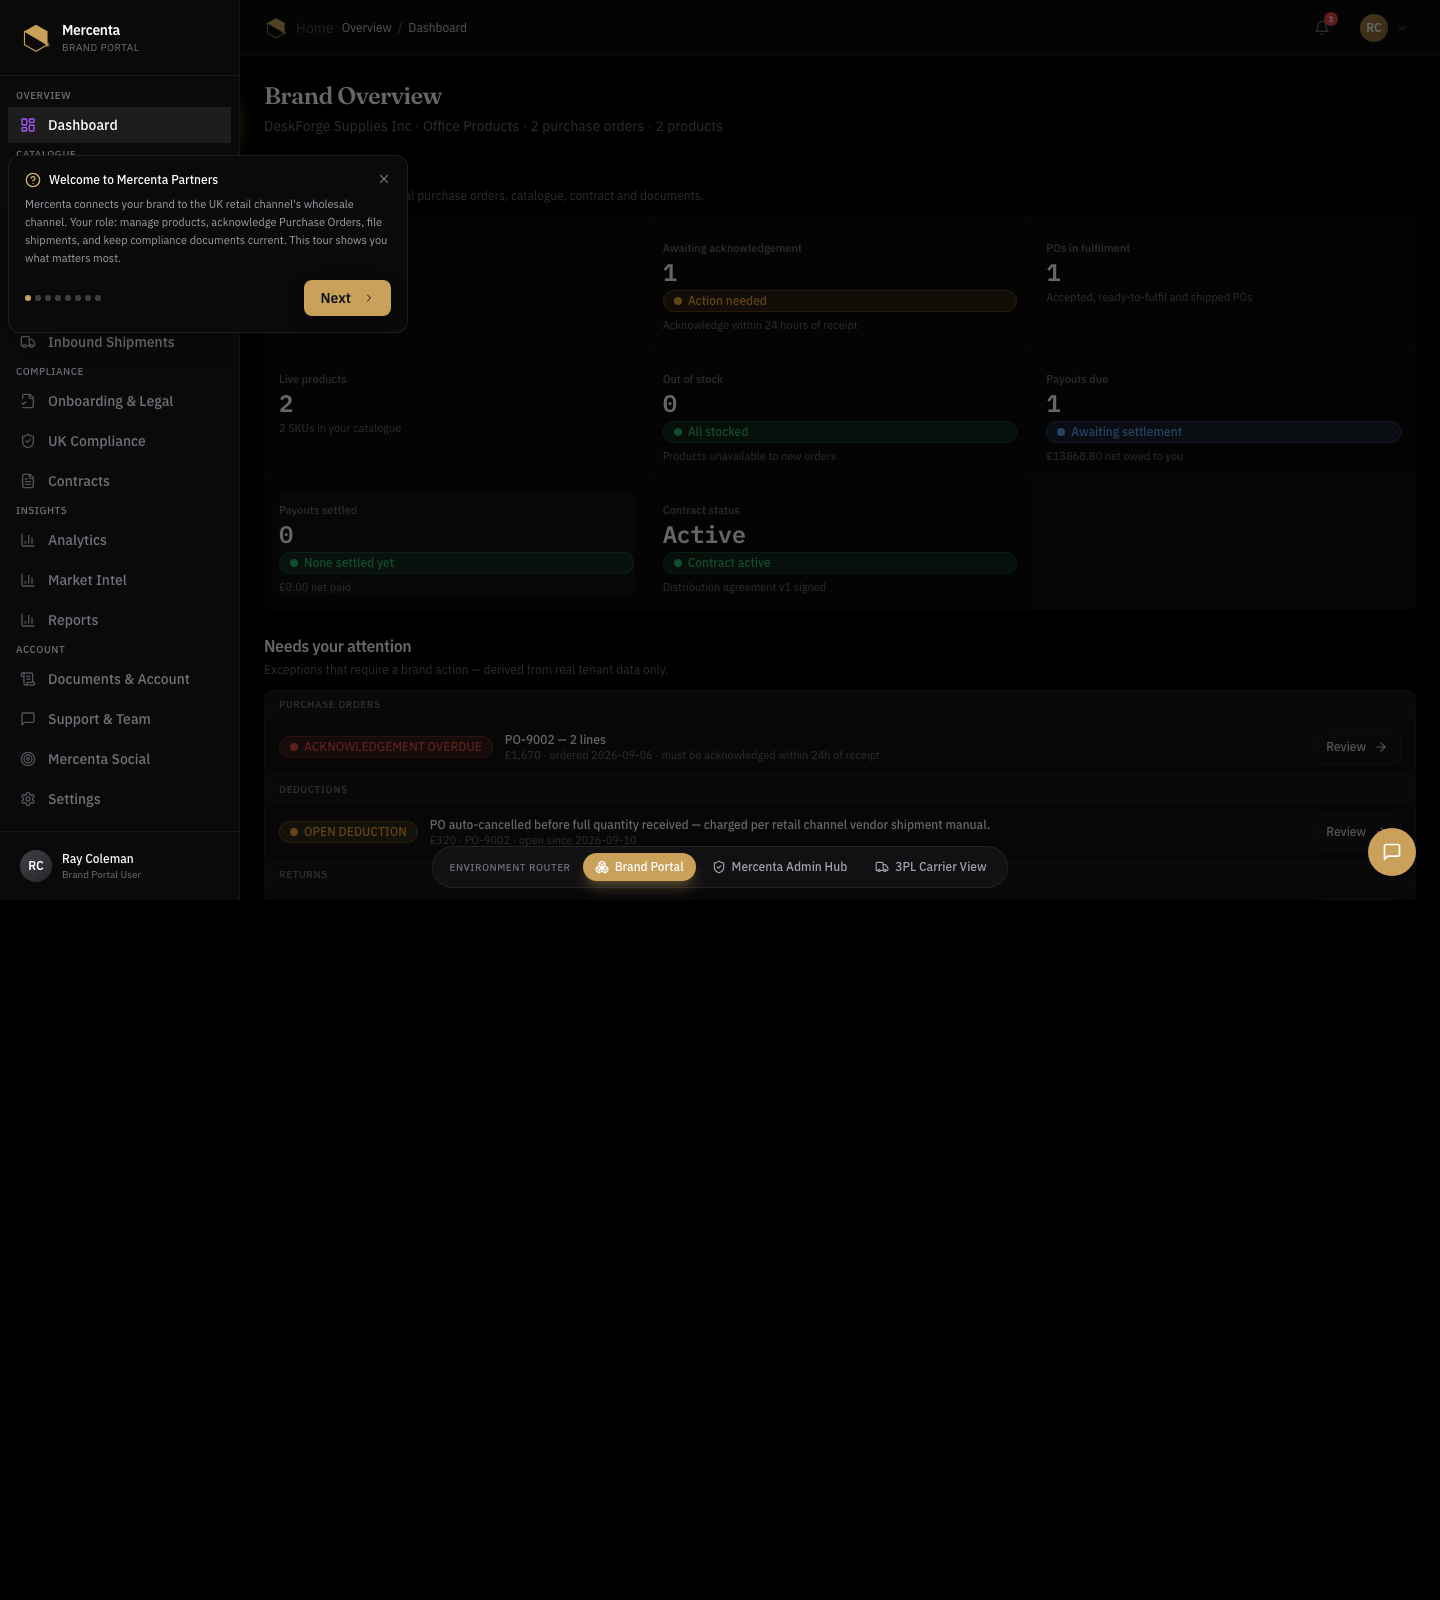 Mercenta
BRAND PORTAL
OVERVIEW
Dashboard
CATALOGUE
Welcome to Mercenta Partners
Mercenta connects your brand to the UK retail channel's wholesale
channel. Your role: manage products, acknowledge Purchase Orders, file
shipments, and keep compliance documents current. This tour shows you
what matters most.
Next
Inbound Shipments
COMPLIANCE
Onboarding & Legal
UK Compliance
Contracts
INSIGHTS
Analytics
Market Intel
Reports
ACCOUNT
Documents & Account
Support & Team
Mercenta Social
Settings
RC
Ray Coleman
Brand Portal User
Home Overview / Dashboard
3
RC
Brand Overview
DeskForge Supplies Inc · Office Products · 2 purchase orders · 2 products
purchase orders, catalogue, contract and documents.
Awaiting acknowledgement
1
Action needed
Acknowledge within 24 hours of receipt
POs in fulfilment
1
Accepted, ready-to-fulfil and shipped POs
Live products
2
2 SKUs in your catalogue
Out of stock
0
All stocked
Products unavailable to new orders
Payouts due
1
Awaiting settlement
£13868.80 net owed to you
Payouts settled
0
None settled yet
£0.00 net paid
Contract status
Active
Contract active
Distribution agreement v1 signed
Needs your attention
Exceptions that require a brand action — derived from real tenant data only.
PURCHASE ORDERS
ACKNOWLEDGEMENT OVERDUE
PO-9002 — 2 lines
£1,670 · ordered 2026-09-06 · must be acknowledged within 24h of receipt
Review
DEDUCTIONS
OPEN DEDUCTION
PO auto-cancelled before full quantity received — charged per retail channel vendor shipment manual.
£320 · PO-9002 · open since 2026-09-10
Review
RETURNS
ENVIRONMENT ROUTER
Brand Portal
Mercenta Admin Hub
3PL Carrier View